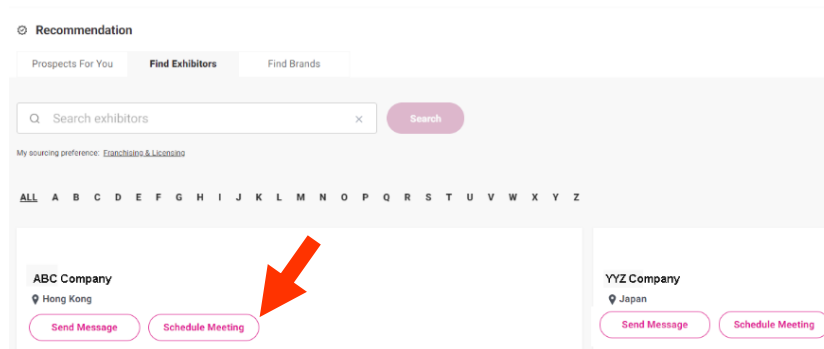 Recommendation
Prospects For You Find Exhibitors Find Brands
Search exhibitors × Search
My sourcing preference: Franchising & Licensing
ALL A B C D E F G H I J K L M N O P Q R S T U V W X Y Z
ABC Company YYZ Company
Hong Kong Japan
Send Message Schedule Meeting Send Message Schedule Meeting